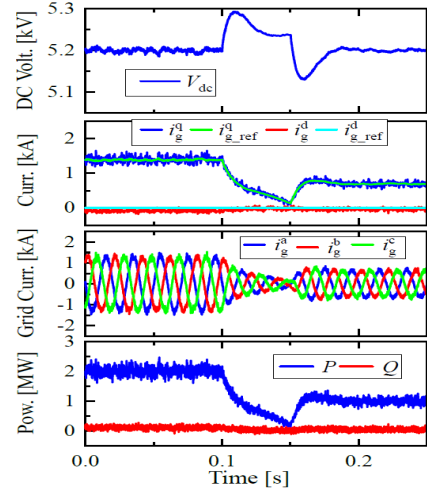 DC Volt. [kV]
5.3
5.2
5.1
V_dc
Curr. [kA]
2
1
0
i_g^q i_g_ref^q i_g^d i_g_ref^d
Grid Curr. [kA]
2
1
0
-1
-2
i_g^a i_g^b i_g^c
Pow. [MW]
3
2
1
0
P Q
0.0 0.1 0.2
Time [s]